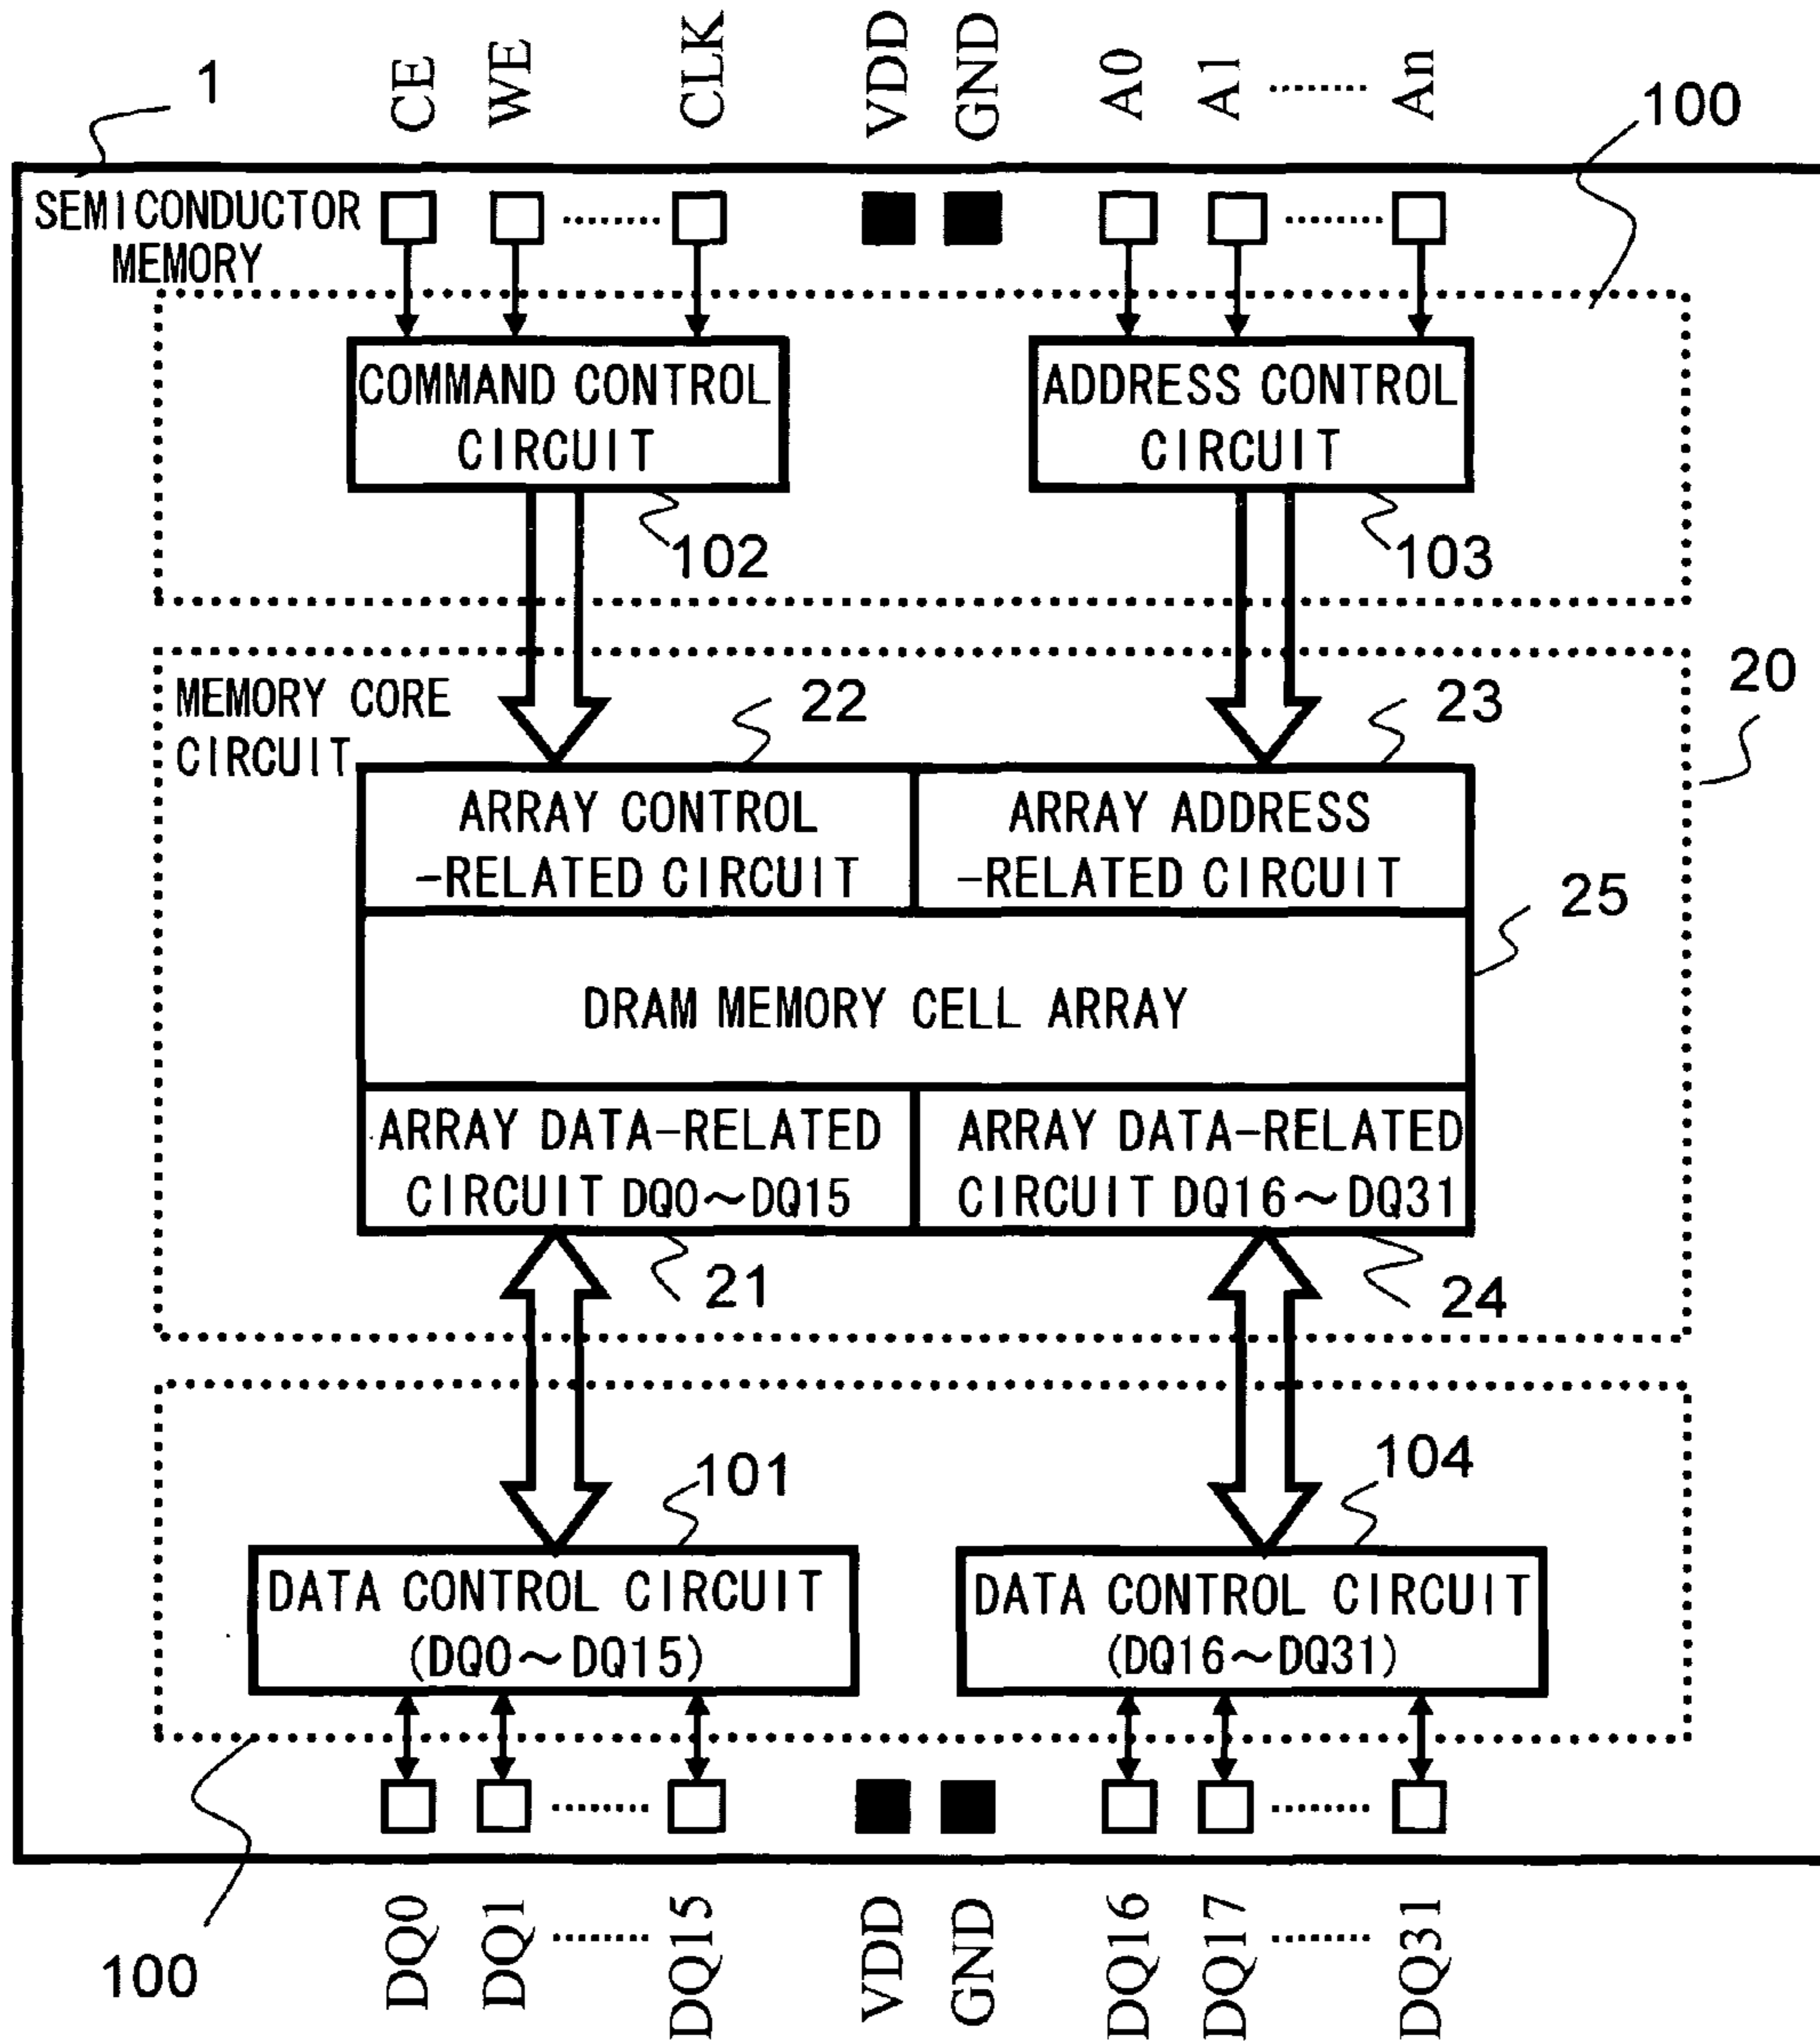 1
CE WE CLK VDD GND A0 A1 ········ An
100
SEMICONDUCTOR
MEMORY
COMMAND CONTROL
CIRCUIT
ADDRESS CONTROL
CIRCUIT
102
103
20
MEMORY CORE
CIRCUIT
22
23
ARRAY CONTROL
-RELATED CIRCUIT
ARRAY ADDRESS
-RELATED CIRCUIT
25
DRAM MEMORY CELL ARRAY
ARRAY DATA-RELATED
CIRCUIT DQ0~DQ15
ARRAY DATA-RELATED
CIRCUIT DQ16~DQ31
21
24
101
104
DATA CONTROL CIRCUIT
(DQ0~DQ15)
DATA CONTROL CIRCUIT
(DQ16~DQ31)
100
DQ0 DQ1 ········ DQ15 VDD GND DQ16 DQ17 ········ DQ31